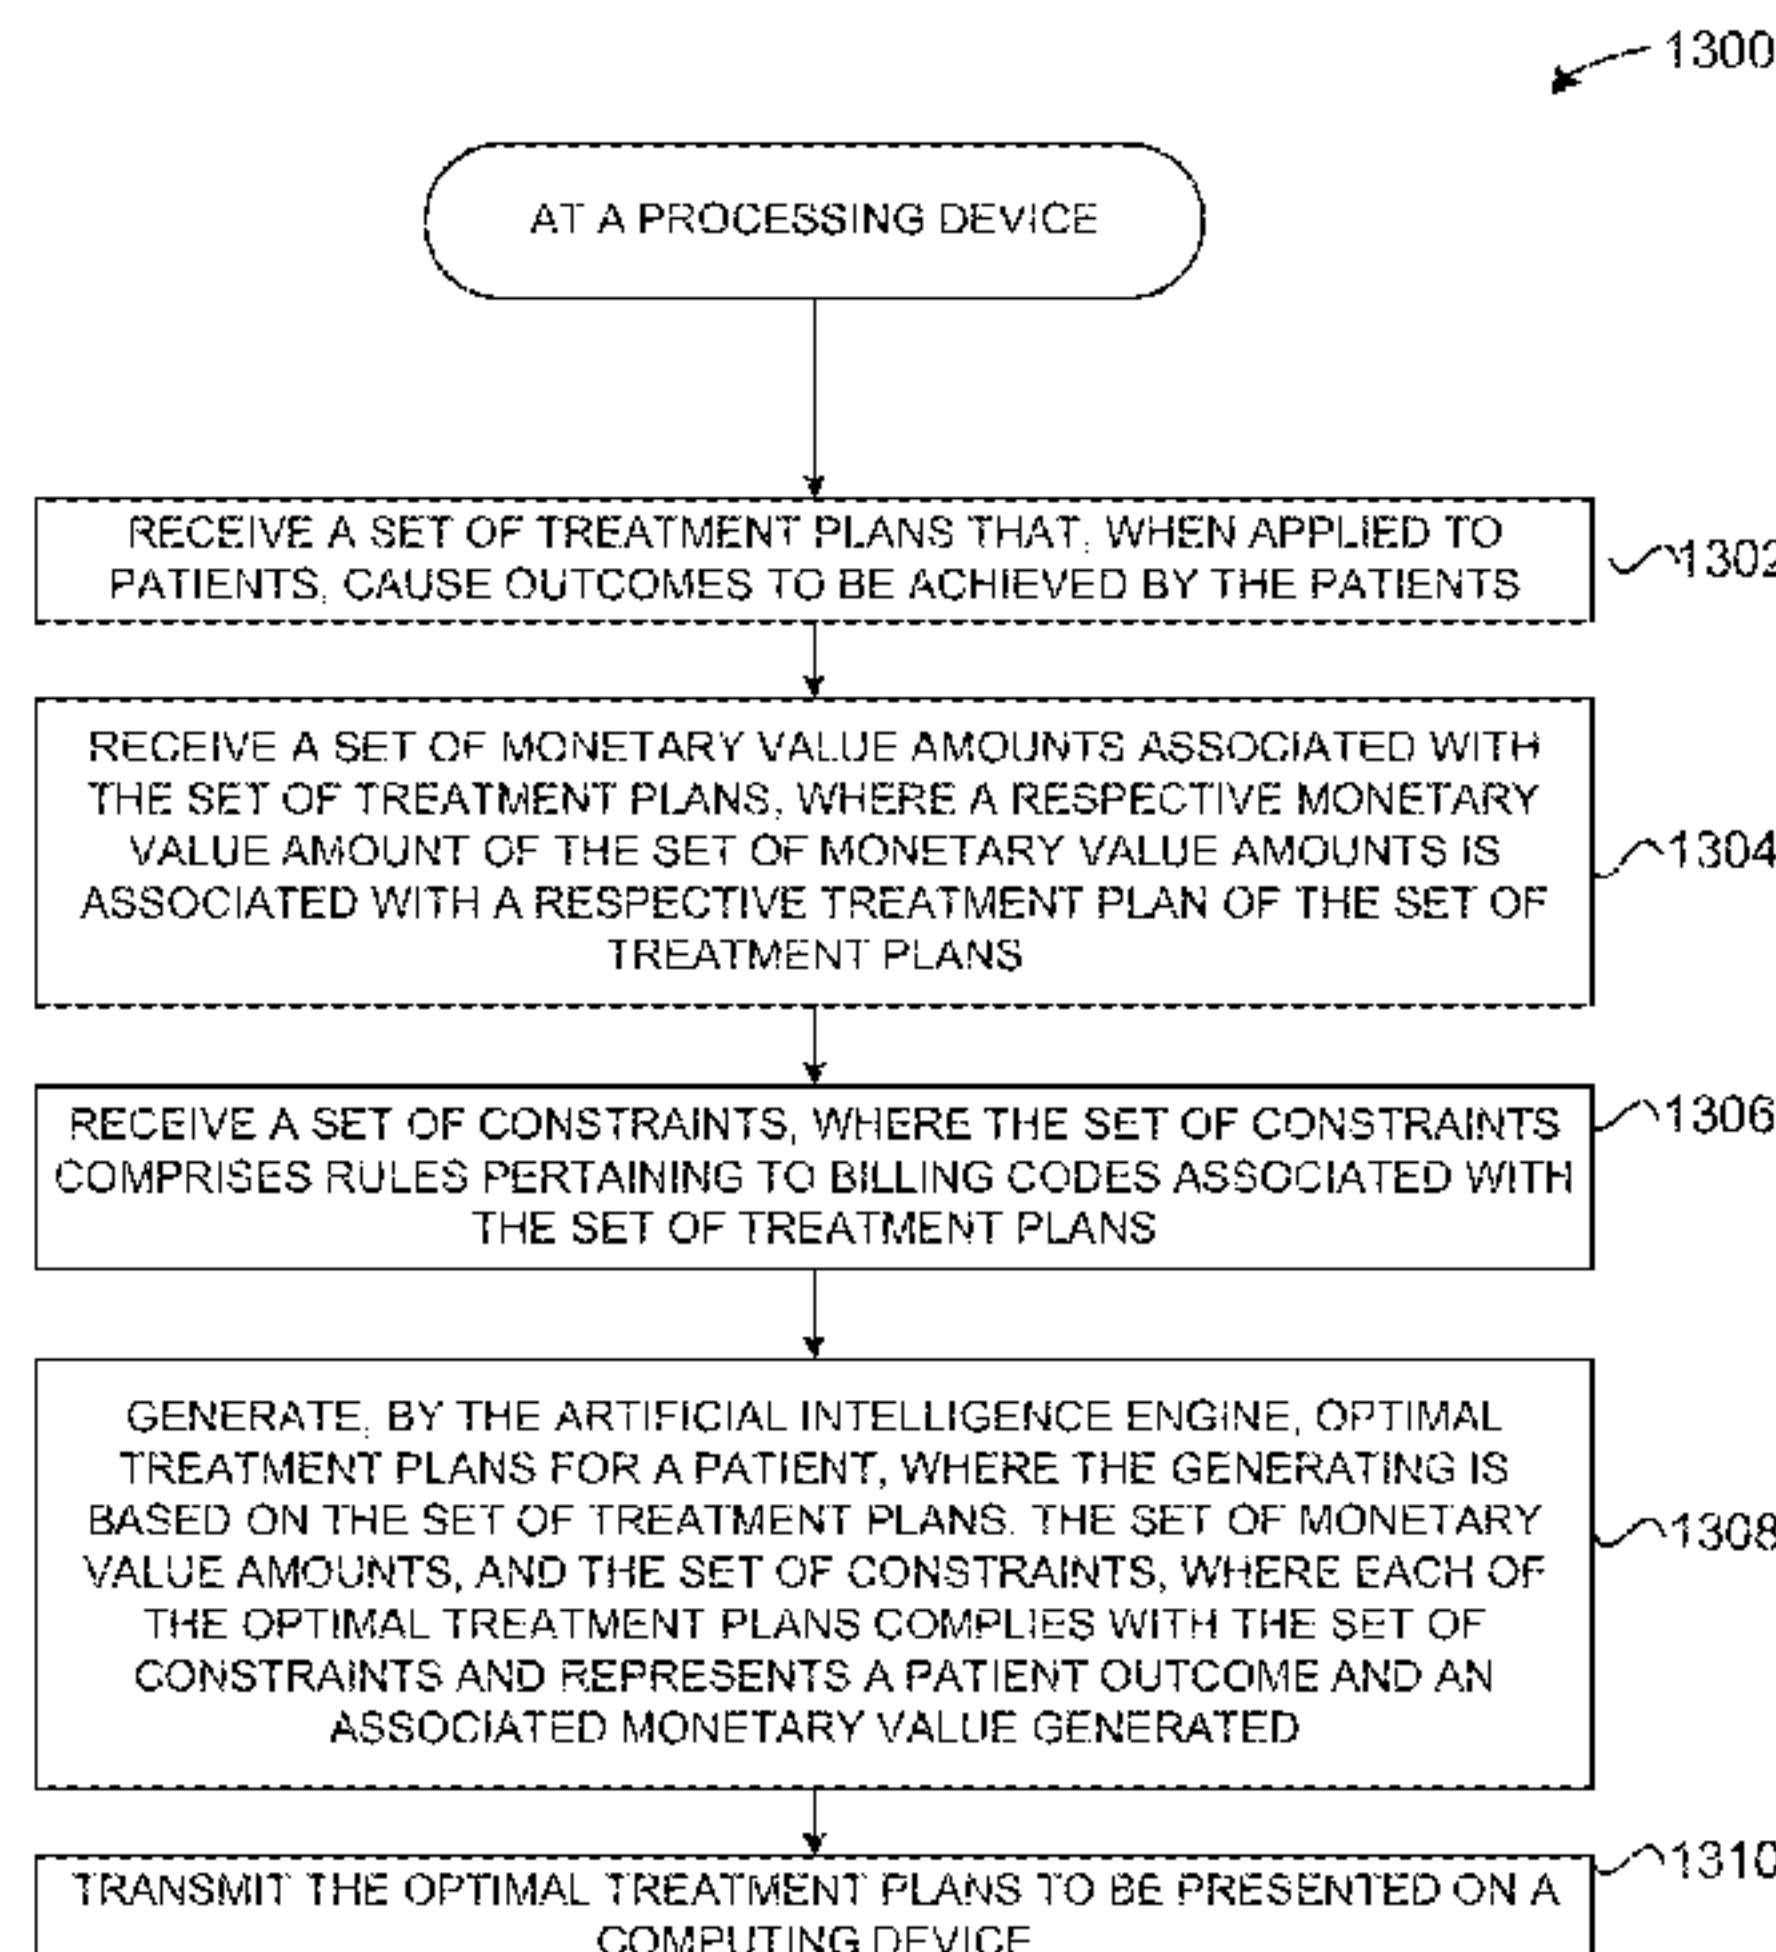 1300
AT A PROCESSING DEVICE
RECEIVE A SET OF TREATMENT PLANS THAT, WHEN APPLIED TO
PATIENTS, CAUSE OUTCOMES TO BE ACHIEVED BY THE PATIENTS
1302
RECEIVE A SET OF MONETARY VALUE AMOUNTS ASSOCIATED WITH
THE SET OF TREATMENT PLANS, WHERE A RESPECTIVE MONETARY
VALUE AMOUNT OF THE SET OF MONETARY VALUE AMOUNTS IS
ASSOCIATED WITH A RESPECTIVE TREATMENT PLAN OF THE SET OF
TREATMENT PLANS
1304
RECEIVE A SET OF CONSTRAINTS, WHERE THE SET OF CONSTRAINTS
COMPRISES RULES PERTAINING TO BILLING CODES ASSOCIATED WITH
THE SET OF TREATMENT PLANS
1306
GENERATE, BY THE ARTIFICIAL INTELLIGENCE ENGINE, OPTIMAL
TREATMENT PLANS FOR A PATIENT, WHERE THE GENERATING IS
BASED ON THE SET OF TREATMENT PLANS, THE SET OF MONETARY
VALUE AMOUNTS, AND THE SET OF CONSTRAINTS, WHERE EACH OF
THE OPTIMAL TREATMENT PLANS COMPLIES WITH THE SET OF
CONSTRAINTS AND REPRESENTS A PATIENT OUTCOME AND AN
ASSOCIATED MONETARY VALUE GENERATED
1308
TRANSMIT THE OPTIMAL TREATMENT PLANS TO BE PRESENTED ON A
COMPUTING DEVICE
1310